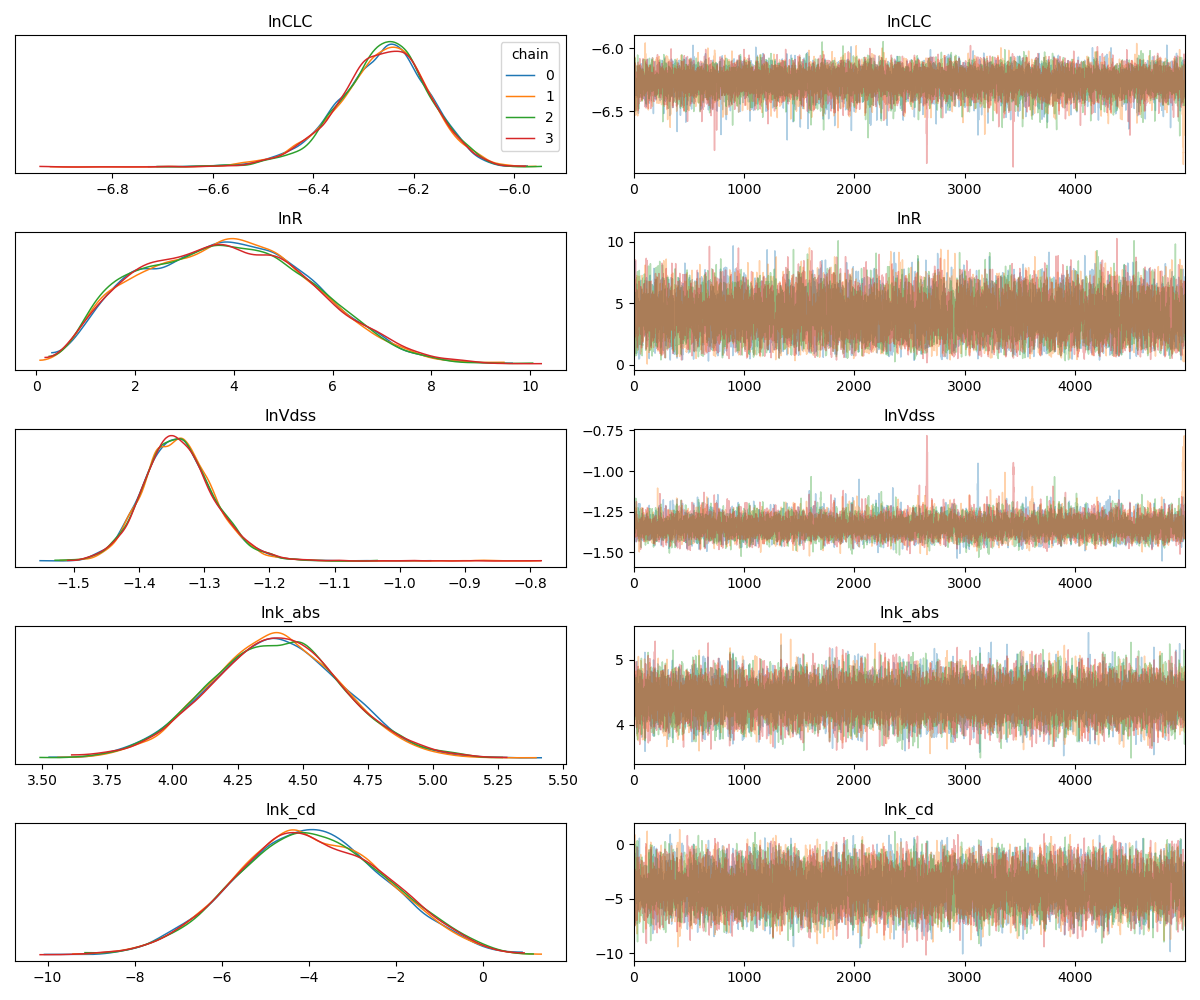 lnCLC
lnCLC
chain
0
1
2
3
−6.8 −6.6 −6.4 −6.2 −6.0
−6.0
−6.5
0 1000 2000 3000 4000
lnR
lnR
0 2 4 6 8 10
10
5
0
0 1000 2000 3000 4000
lnVdss
lnVdss
−1.5 −1.4 −1.3 −1.2 −1.1 −1.0 −0.9 −0.8
−0.75
−1.00
−1.25
−1.50
0 1000 2000 3000 4000
lnk_abs
lnk_abs
3.50 3.75 4.00 4.25 4.50 4.75 5.00 5.25 5.50
5
4
0 1000 2000 3000 4000
lnk_cd
lnk_cd
−10 −8 −6 −4 −2 0
0
−5
−10
0 1000 2000 3000 4000